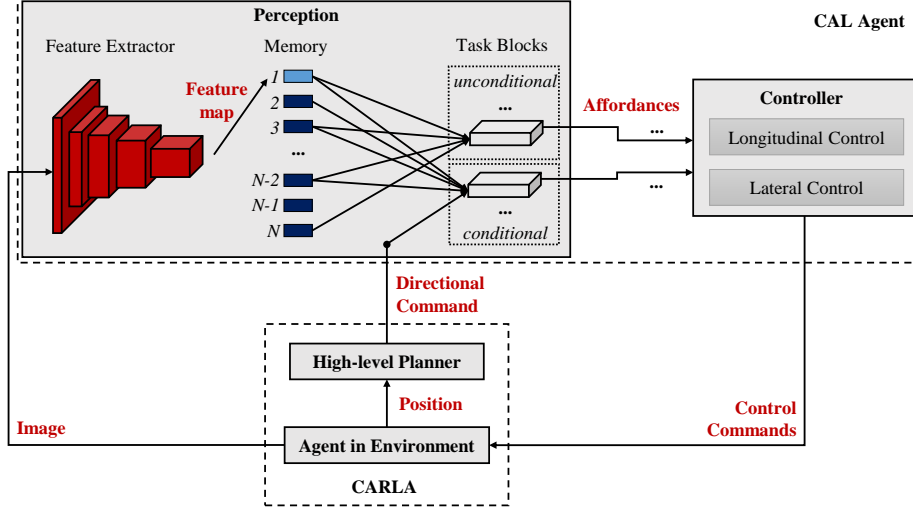 Perception
CAL Agent
Feature Extractor
Memory
Task Blocks
Feature
map
1
2
3
...
N-2
N-1
N
unconditional
...
...
conditional
Affordances
...
...
Controller
Longitudinal Control
Lateral Control
Directional
Command
High-level Planner
Position
Agent in Environment
CARLA
Image
Control
Commands